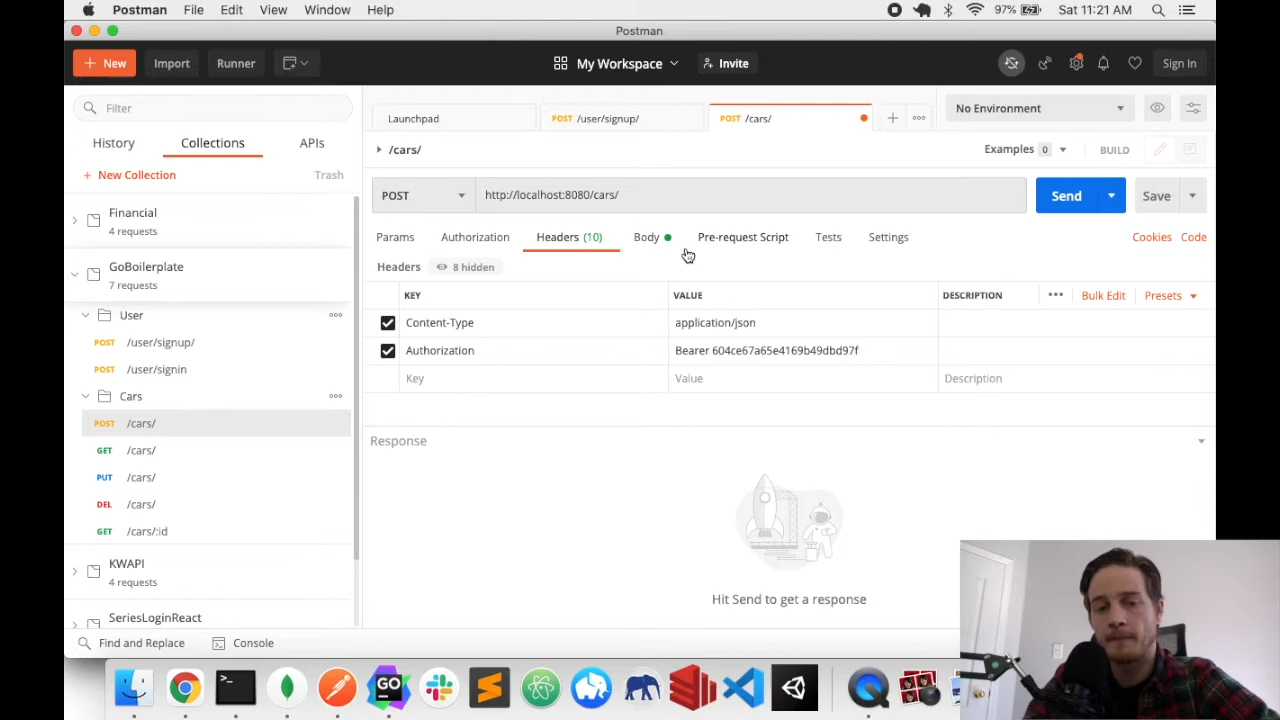 Postman File Edit View Window Help 97% Sat 11:21 AM
Postman
+ New Import Runner My Workspace Invite Sign In
Filter
History Collections APIs
+ New Collection Trash
Financial
4 requests
GoBoilerplate
7 requests
User
POST /user/signup/
POST /user/signin
Cars
POST /cars/
GET /cars/
PUT /cars/
DEL /cars/
GET /cars/:id
KWAPI
4 requests
SeriesLoginReact
Launchpad POST /user/signup/ POST /cars/ + No Environment
/cars/ Examples 0 BUILD
POST http://localhost:8080/cars/ Send Save
Params Authorization Headers (10) Body Pre-request Script Tests Settings Cookies Code
Headers 8 hidden
KEY VALUE DESCRIPTION Bulk Edit Presets
Content-Type application/json
Authorization Bearer 604ce67a65e4169b49dbd97f
Key Value Description
Response
Hit Send to get a response
Find and Replace Console
GO